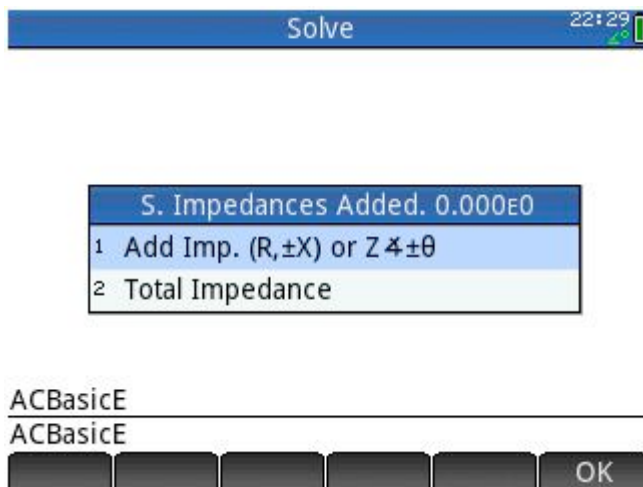 Solve
22:29
∡°
S. Impedances Added. 0.000E0
1 Add Imp. (R,±X) or Z∡±θ
2 Total Impedance
ACBasicE
ACBasicE
OK